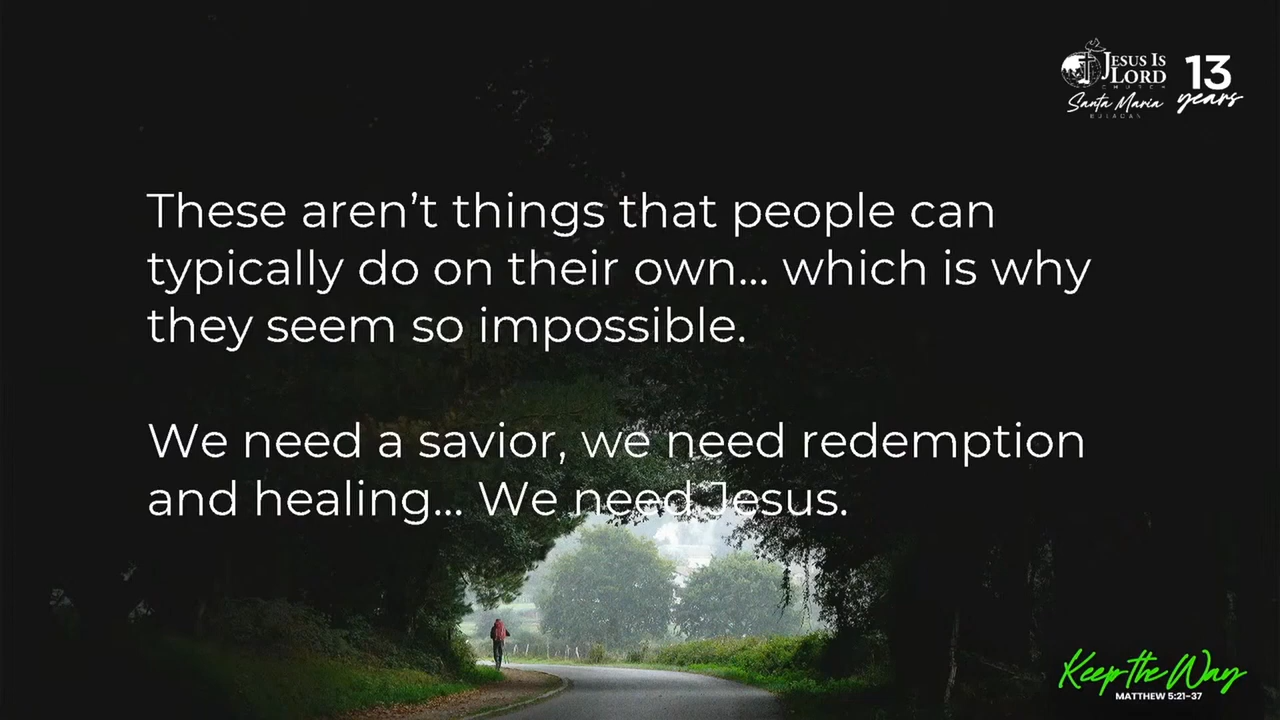 JESUS IS
LORD
CHURCH
Santa Maria
BULACAN
13
years
These aren’t things that people can
typically do on their own... which is why
they seem so impossible.
We need a savior, we need redemption
and healing... We need Jesus.
Keep the Way
MATTHEW 5:21-37